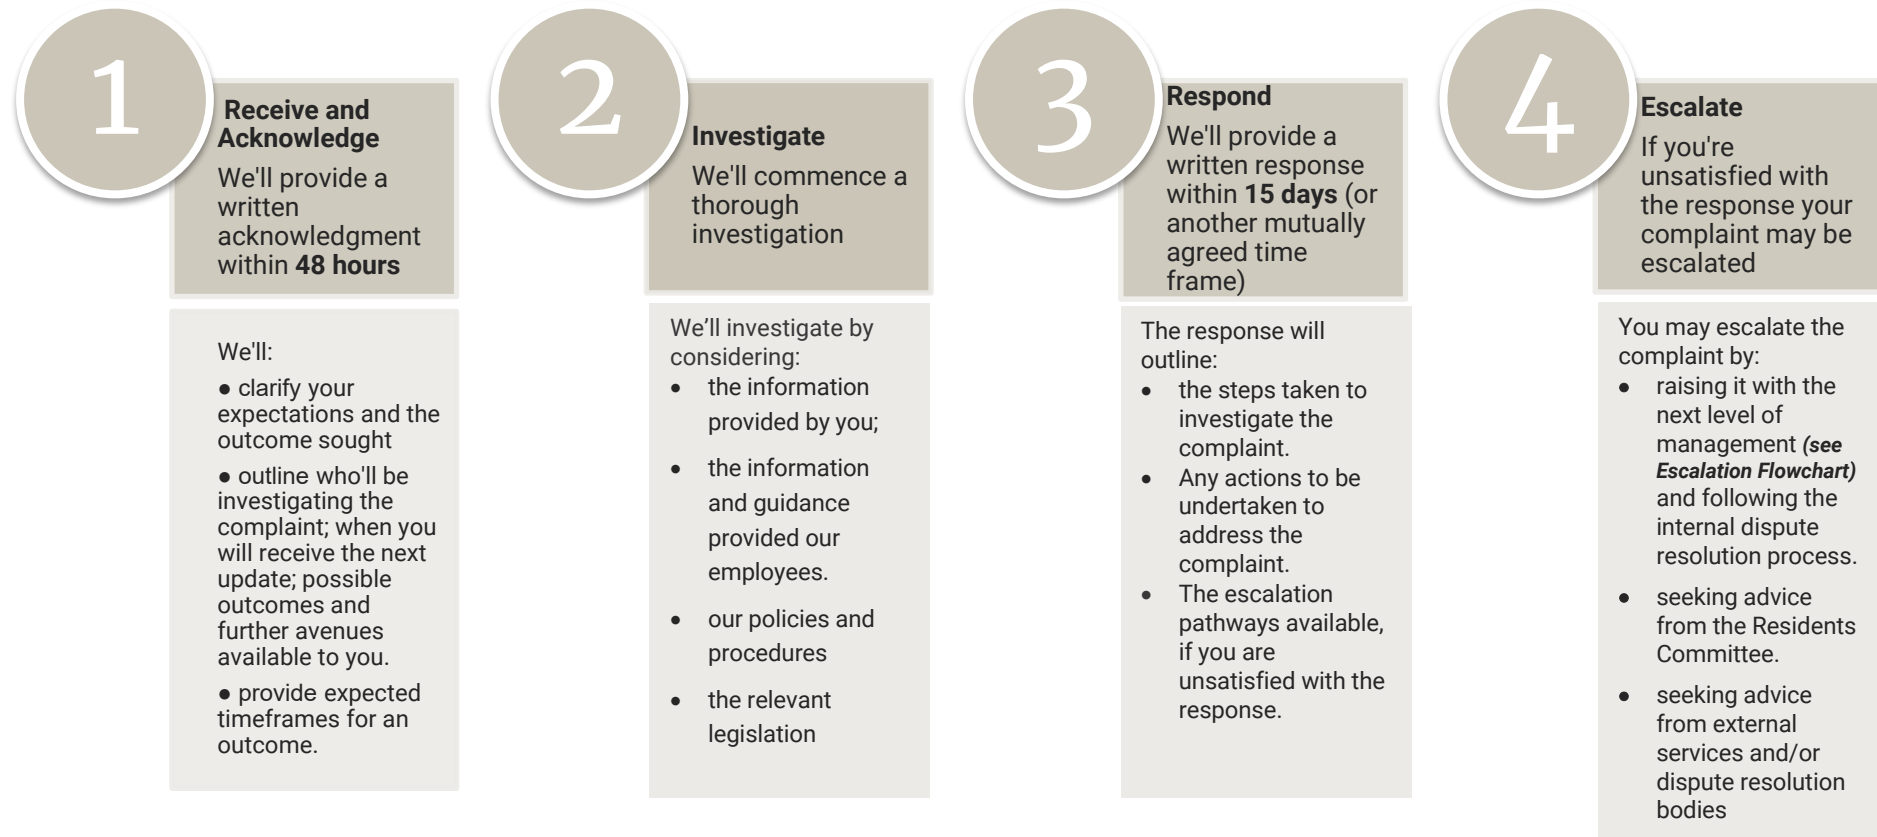 1
Receive and
Acknowledge
We'll provide a
written
acknowledgment
within 48 hours
We'll:
● clarify your
expectations and the
outcome sought
● outline who'll be
investigating the
complaint; when you
will receive the next
update; possible
outcomes and
further avenues
available to you.
● provide expected
timeframes for an
outcome.
2
Investigate
We'll commence a
thorough
investigation
We’ll investigate by
considering:
• the information
provided by you;
• the information
and guidance
provided our
employees.
• our policies and
procedures
• the relevant
legislation
3
Respond
We'll provide a
written response
within 15 days (or
another mutually
agreed time
frame)
The response will
outline:
• the steps taken to
investigate the
complaint.
• Any actions to be
undertaken to
address the
complaint.
• The escalation
pathways available,
if you are
unsatisfied with the
response.
4
Escalate
If you're
unsatisfied with
the response your
complaint may be
escalated
You may escalate the
complaint by:
• raising it with the
next level of
management (see
Escalation Flowchart)
and following the
internal dispute
resolution process.
• seeking advice
from the Residents
Committee.
• seeking advice
from external
services and/or
dispute resolution
bodies